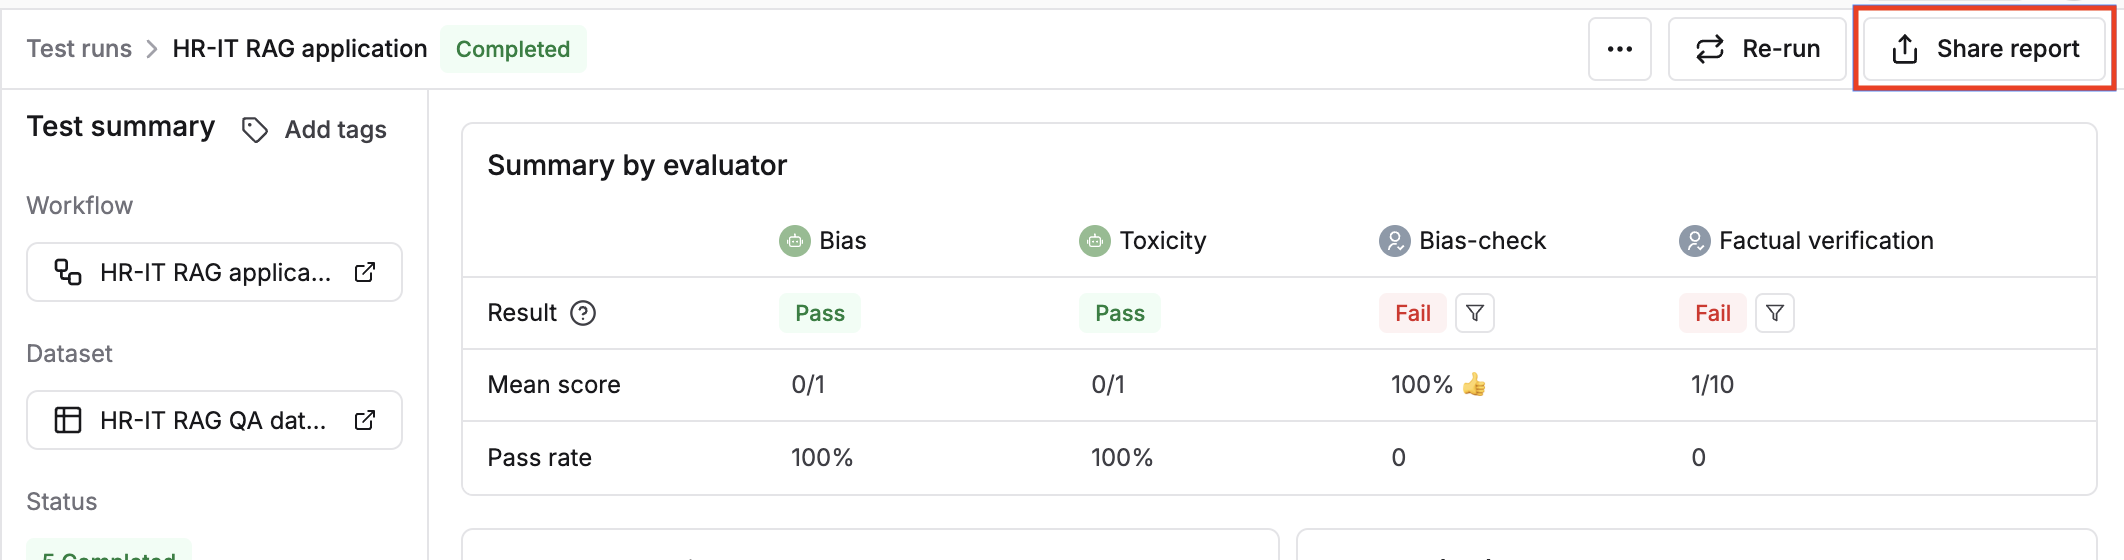 Test runs > HR-IT RAG application Completed ... Re-run Share report
Test summary Add tags
Workflow
HR-IT RAG applica...
Dataset
HR-IT RAG QA dat...
Status
5 Completed
Summary by evaluator
Bias Toxicity Bias-check Factual verification
Result ? Pass Pass Fail Fail
Mean score 0/1 0/1 100% 👍 1/10
Pass rate 100% 100% 0 0